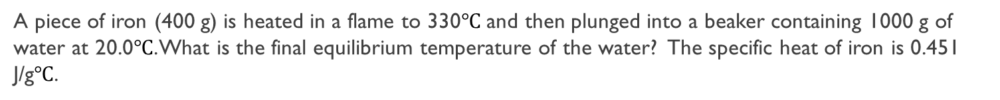 A piece of iron (400 g) is heated in a flame to 330°C and then plunged into a beaker containing 1000 g of
water at 20.0°C.What is the final equilibrium temperature of the water? The specific heat of iron is 0.451
J/g°C.